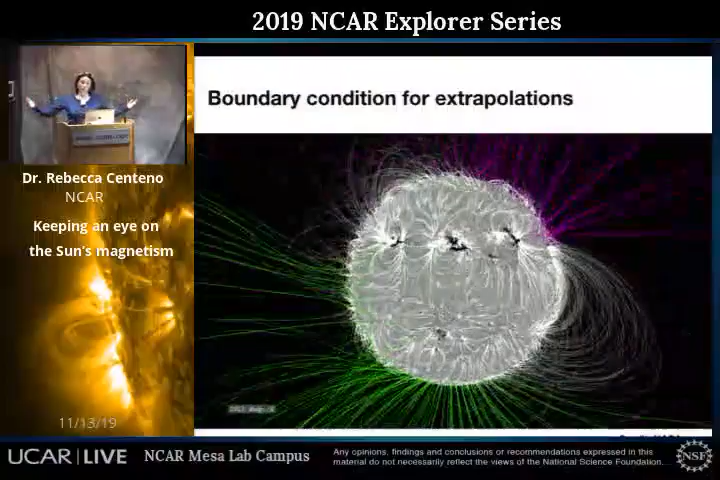 2019 NCAR Explorer Series
Boundary condition for extrapolations
Dr. Rebecca Centeno
NCAR
Keeping an eye on
the Sun's magnetism
11/13/19
UCAR | LIVE
NCAR Mesa Lab Campus
Any opinions, findings and conclusions or recommendations expressed in this
material do not necessarily reflect the views of the National Science Foundation...
NSF